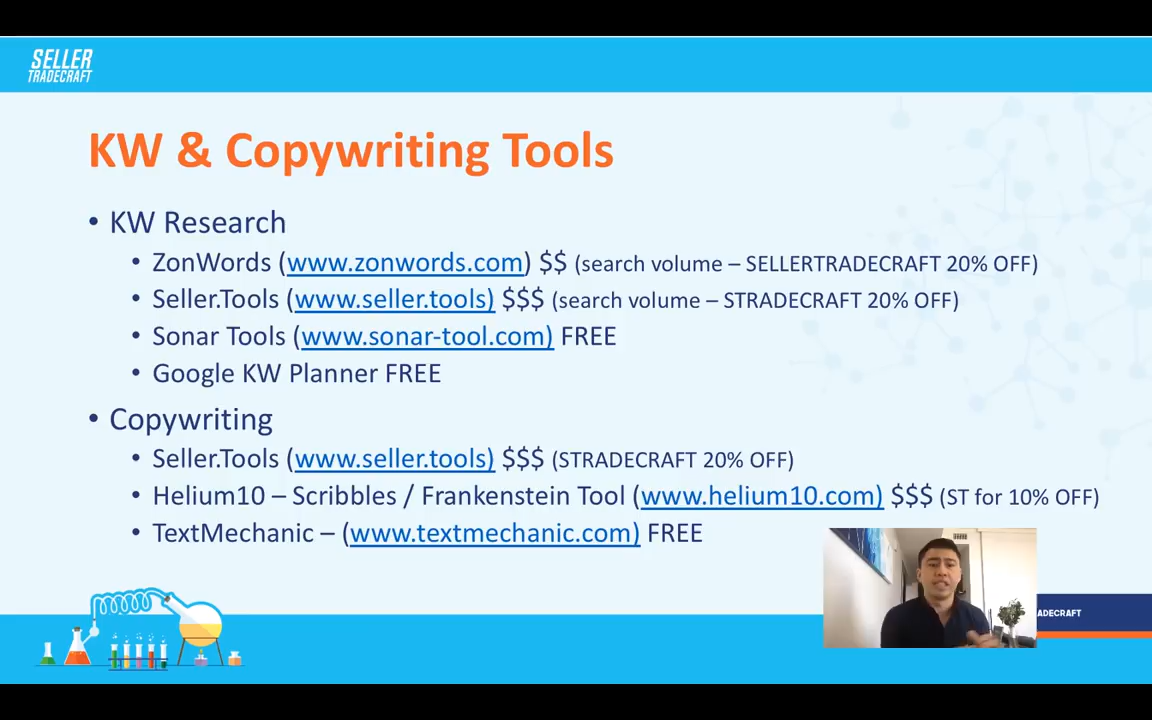 SELLER
TRADECRAFT
KW & Copywriting Tools
• KW Research
• ZonWords (www.zonwords.com) $$ (search volume – SELLERTRADECRAFT 20% OFF)
• Seller.Tools (www.seller.tools) $$$ (search volume – STRADECRAFT 20% OFF)
• Sonar Tools (www.sonar-tool.com) FREE
• Google KW Planner FREE
• Copywriting
• Seller.Tools (www.seller.tools) $$$ (STRADECRAFT 20% OFF)
• Helium10 – Scribbles / Frankenstein Tool (www.helium10.com) $$$ (ST for 10% OFF)
• TextMechanic – (www.textmechanic.com) FREE
ADECRAFT